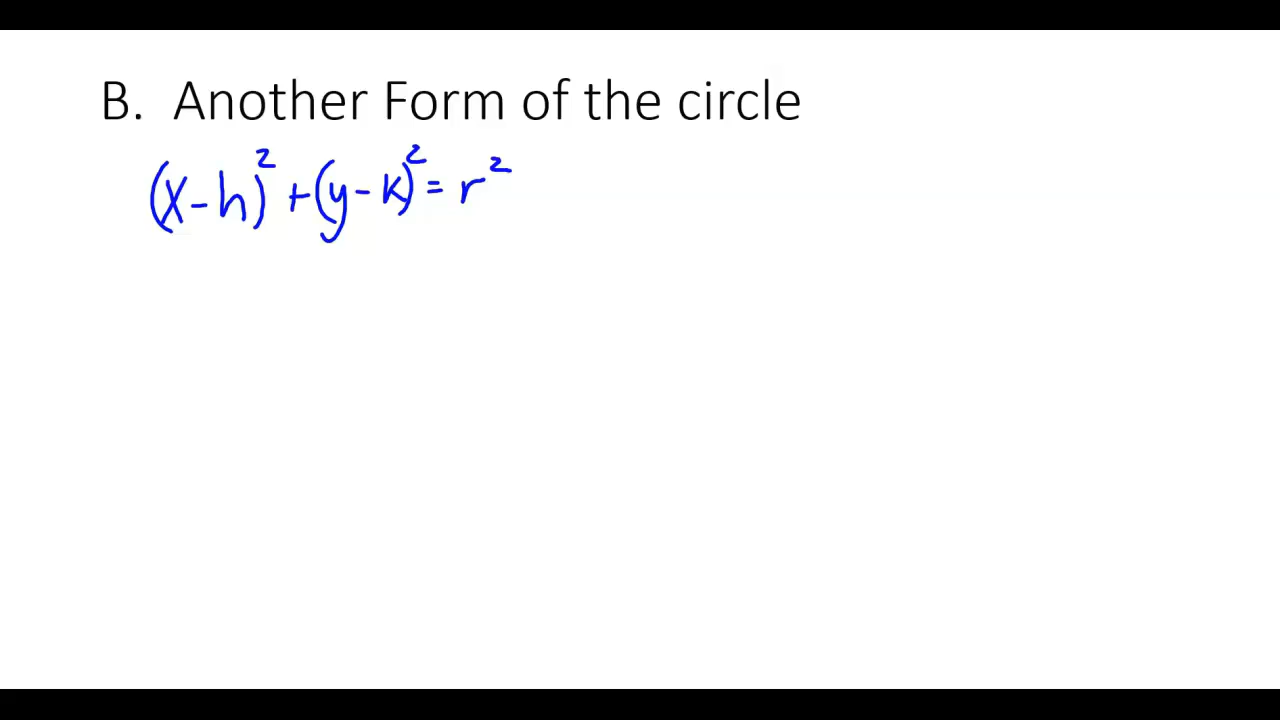 B. Another Form of the circle
(x-h)² + (y-k)² = r²